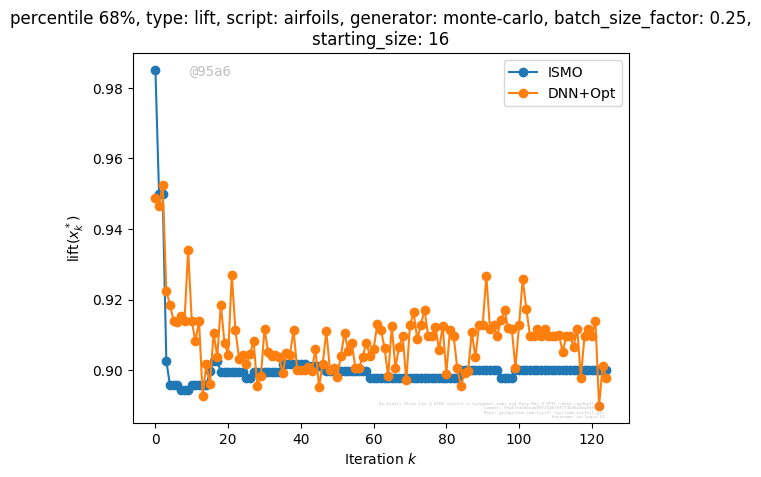 percentile 68%, type: lift, script: airfoils, generator: monte-carlo, batch_size_factor: 0.25,
starting_size: 16
@95a6
ISMO
DNN+Opt
0.98
0.96
0.94
0.92
0.90
lift(x*k)
0
20
40
60
80
100
120
Iteration k